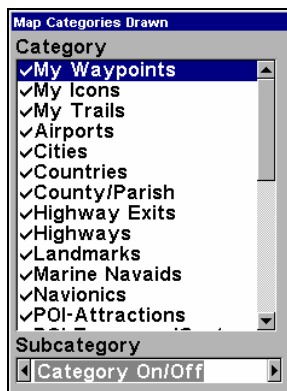 Map Categories Drawn
Category
✓My Waypoints
✓My Icons
✓My Trails
✓Airports
✓Cities
✓Countries
✓County/Parish
✓Highway Exits
✓Highways
✓Landmarks
✓Marine Navaids
✓Navionics
✓POI-Attractions
Subcategory
Category On/Off